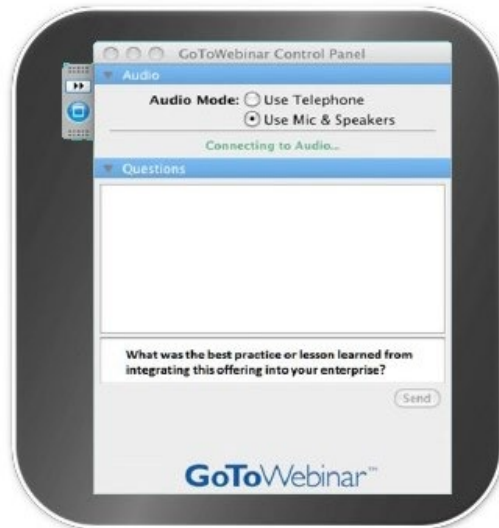 GoToWebinar Control Panel
Audio
Audio Mode: Use Telephone
Use Mic & Speakers
Connecting to Audio...
Questions
What was the best practice or lesson learned from
integrating this offering into your enterprise?
Send
GoToWebinar™